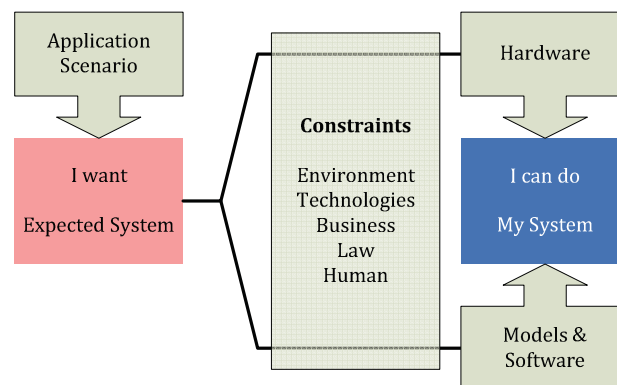 Application
Scenario
I want
Expected System
Constraints
Environment
Technologies
Business
Law
Human
Hardware
I can do
My System
Models &
Software